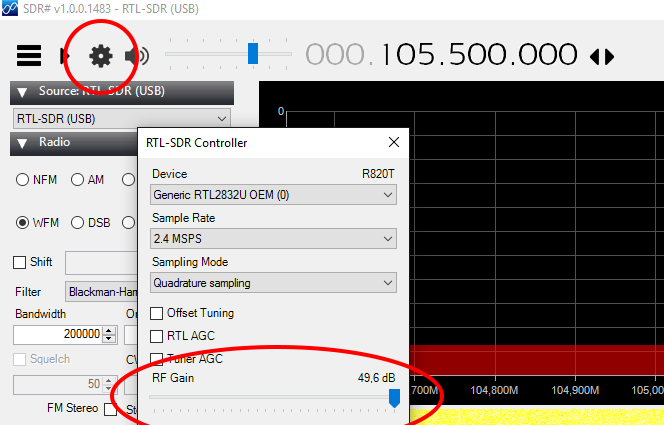 SDR# v1.0.0.1483 - RTL-SDR (USB)
000.105.500.000
Source: RTL-SDR (USB)
RTL-SDR (USB)
Radio
NFM
AM
WFM
DSB
Shift
Filter
Blackman-Har
Bandwidth
200000
Squelch
50
FM Stereo
RTL-SDR Controller
Device R820T
Generic RTL2832U OEM (0)
Sample Rate
2.4 MSPS
Sampling Mode
Quadrature sampling
Offset Tuning
RTL AGC
Tuner AGC
RF Gain 49,6 dB
0
700M 104,800M 104,900M 105,00